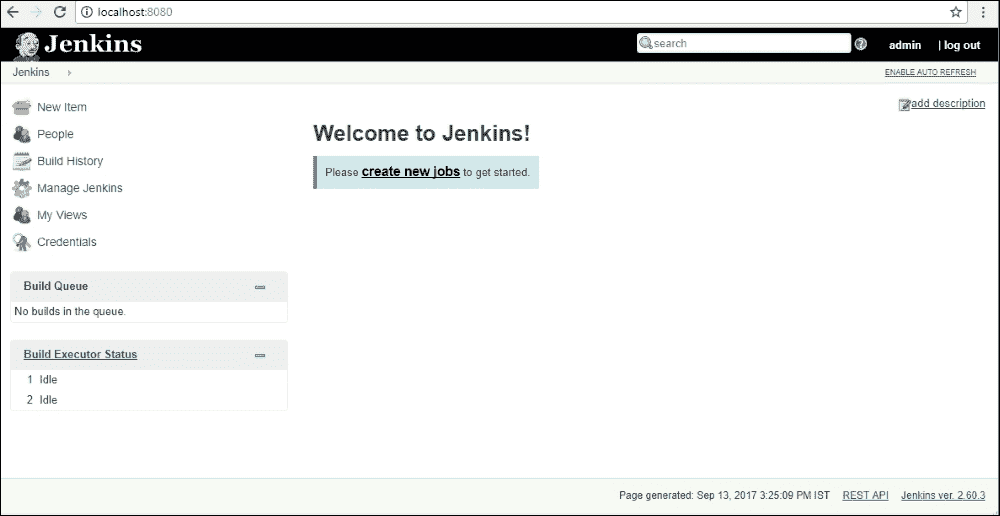 localhost:8080
Jenkins
search
admin
| log out
Jenkins
ENABLE AUTO REFRESH
New Item
People
Build History
Manage Jenkins
My Views
Credentials
Build Queue
No builds in the queue.
Build Executor Status
1 Idle
2 Idle
add description
Welcome to Jenkins!
Please create new jobs to get started.
Page generated: Sep 13, 2017 3:25:09 PM IST
REST API
Jenkins ver. 2.60.3